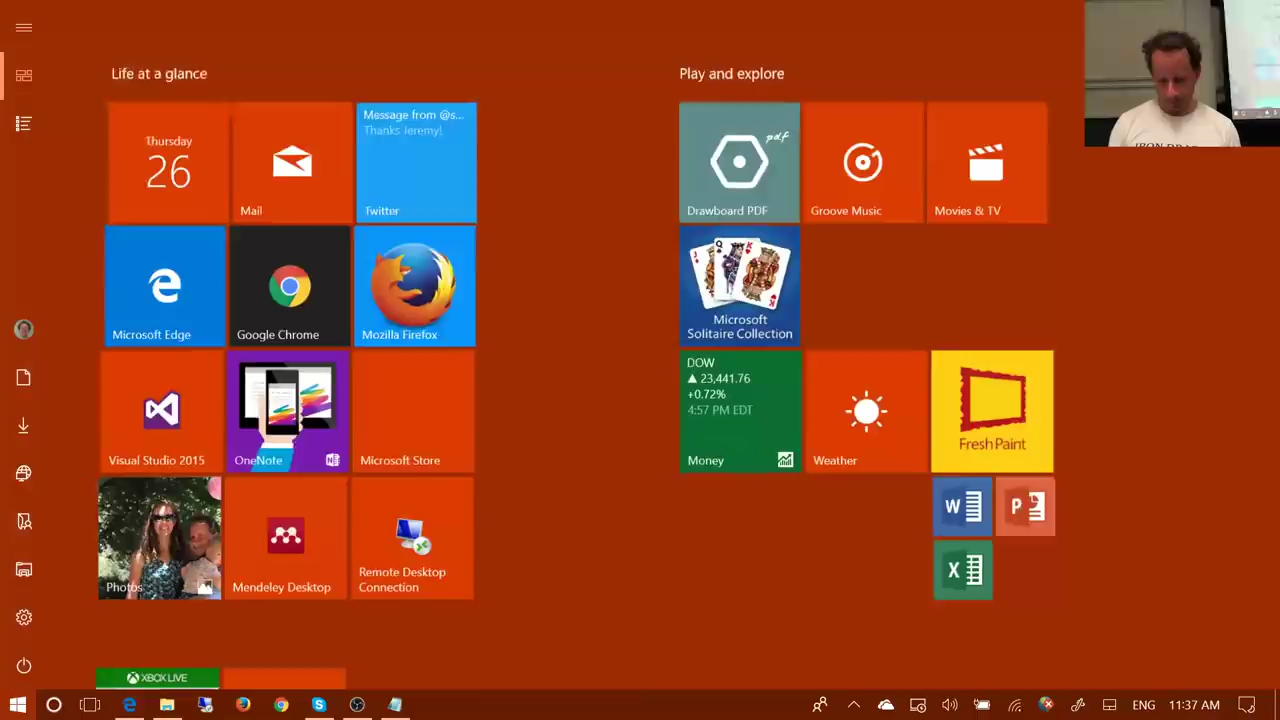 Life at a glance
Play and explore
Thursday
26
Mail
Message from @s...
Thanks Jeremy!
Twitter
pdf
Drawboard PDF
Groove Music
Movies & TV
Microsoft Edge
Google Chrome
Mozilla Firefox
J
Q
K
Microsoft
Solitaire Collection
Visual Studio 2015
OneNote
N
Microsoft Store
DOW
▲ 23,441.76
+0.72%
4:57 PM EDT
Money
Weather
Fresh Paint
W
P
X
Photos
Mendeley Desktop
Remote Desktop
Connection
XBOX LIVE
ENG
11:37 AM